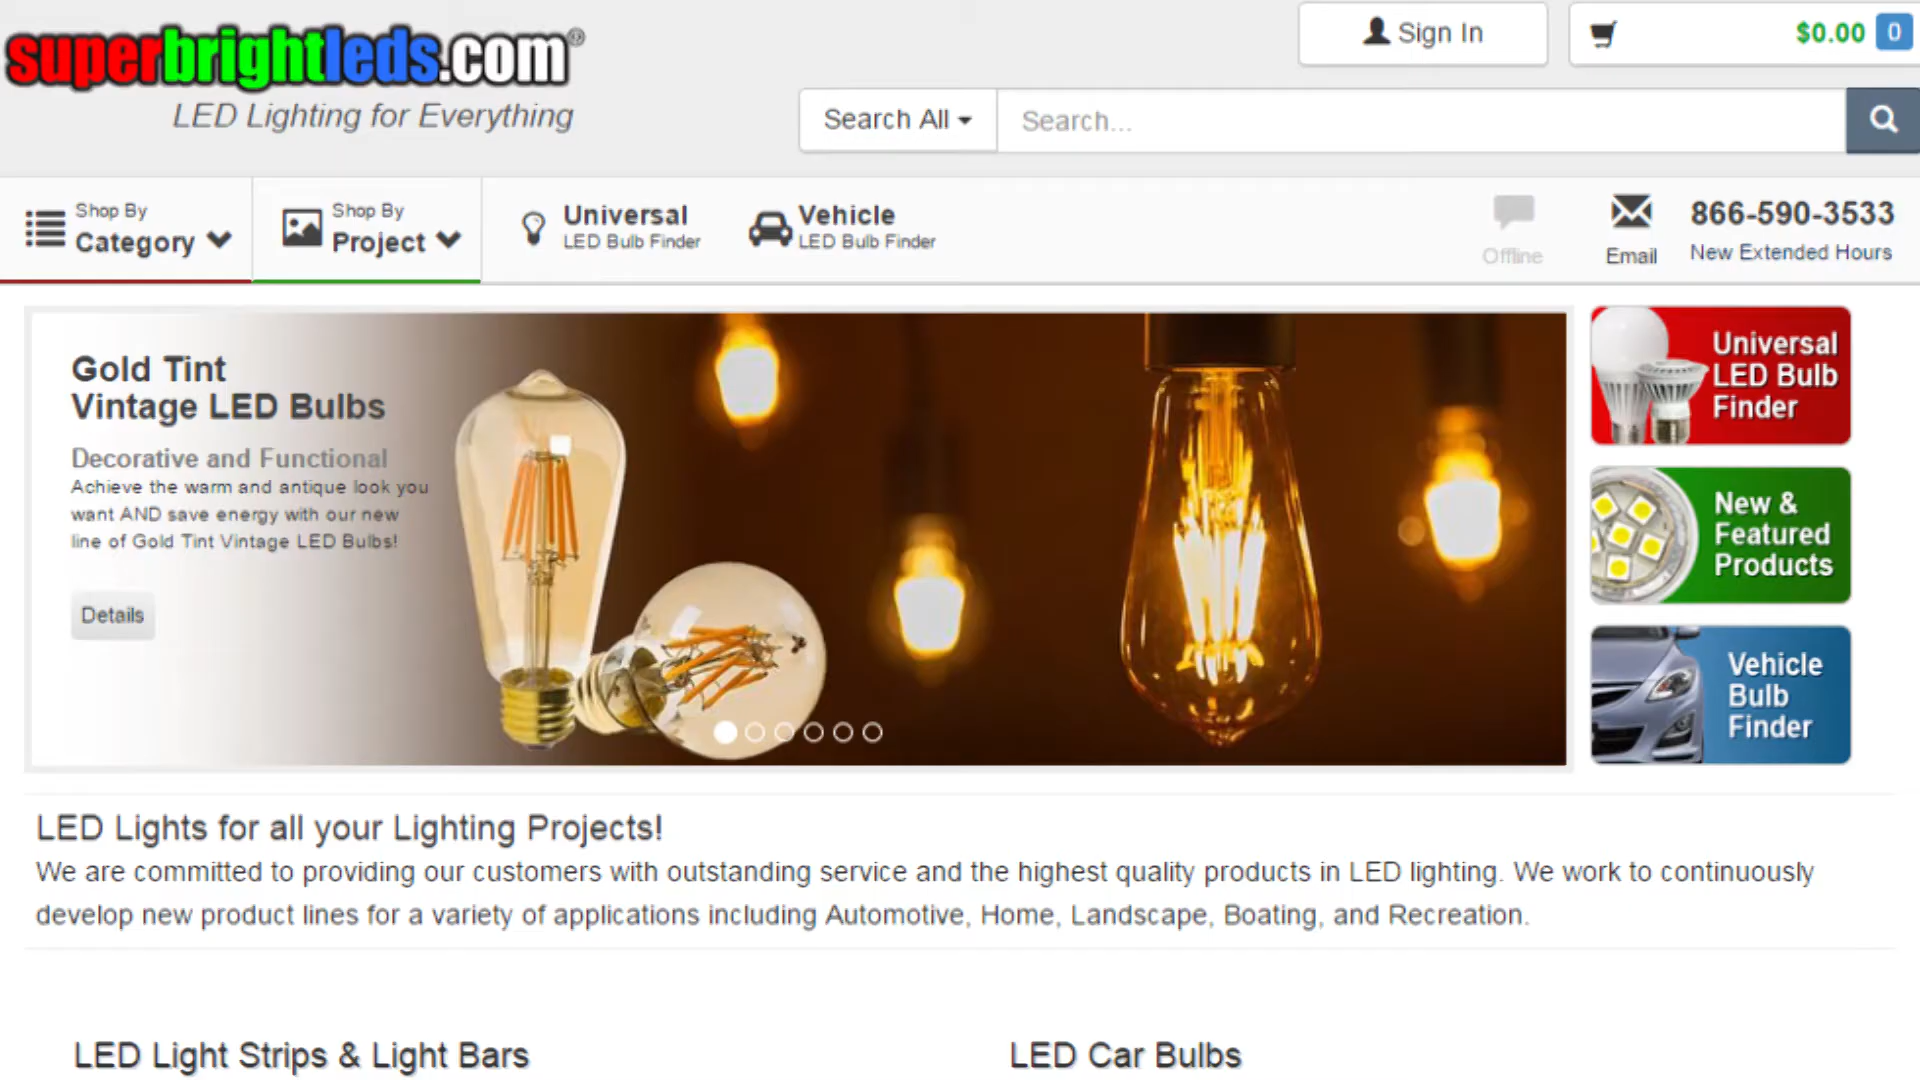 superbrightleds.com®
LED Lighting for Everything
Sign In
$0.00 0
Search All
Search...
Shop By
Category
Shop By
Project
Universal
LED Bulb Finder
Vehicle
LED Bulb Finder
Offline
Email
866-590-3533
New Extended Hours
Gold Tint
Vintage LED Bulbs
Decorative and Functional
Achieve the warm and antique look you
want AND save energy with our new
line of Gold Tint Vintage LED Bulbs!
Details
Universal
LED Bulb
Finder
New &
Featured
Products
Vehicle
Bulb
Finder
LED Lights for all your Lighting Projects!
We are committed to providing our customers with outstanding service and the highest quality products in LED lighting. We work to continuously
develop new product lines for a variety of applications including Automotive, Home, Landscape, Boating, and Recreation.
LED Light Strips & Light Bars
LED Car Bulbs